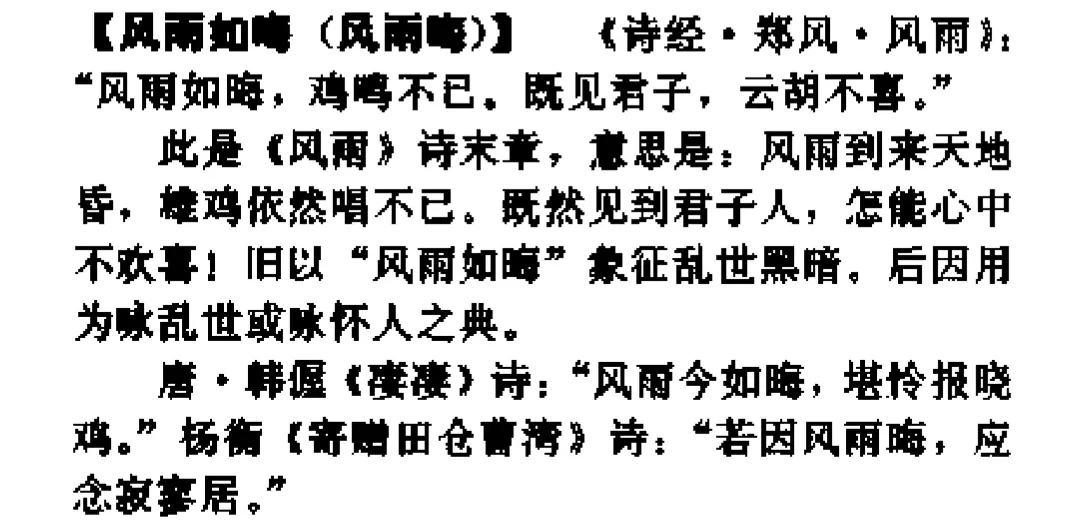 【风雨如晦（风雨晦）】 《诗经·郑风·风雨》：
“风雨如晦，鸡鸣不已。既见君子，云胡不喜。”
此是《风雨》诗末章，意思是：风雨到来天地
昏，雄鸡依然唱不已。既然见到君子人，怎能心中
不欢喜！旧以“风雨如晦”象征乱世黑暗。后因用
为咏乱世或咏怀人之典。
唐·韩偓《凄凄》诗：“风雨今如晦，堪怜报晓
鸡。”杨衡《寄赠田仓曹湾》诗：“若因风雨晦，应
念寂寥居。”